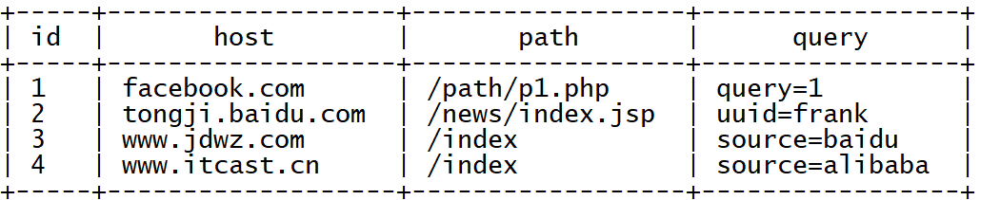 +-----+-------------------+------------------+-----------------+
| id  |       host        |       path       |      query      |
+-----+-------------------+------------------+-----------------+
| 1   | facebook.com      | /path/p1.php     | query=1         |
| 2   | tongji.baidu.com  | /news/index.jsp  | uuid=frank      |
| 3   | www.jdwz.com      | /index           | source=baidu    |
| 4   | www.itcast.cn     | /index           | source=alibaba  |
+-----+-------------------+------------------+-----------------+